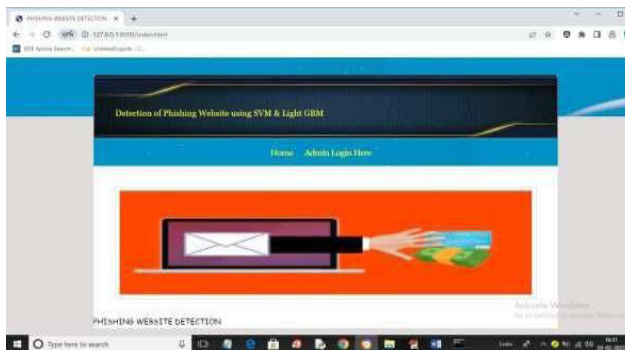 PHISHING WEBSITE DETECTION
127.0.0.1:8000/index.html
Detection of Phishing Website using SVM & Light GBM
Home Admin Login Here
PHISHING WEBSITE DETECTION
Activate Windows
Type here to search
Links